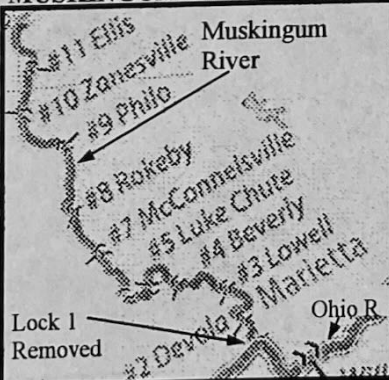 Muskingum
River
#11 Ellis
#10 Zanesville
#9 Philo
#8 Rokeby
#7 McConnelsville
#5 Luke Chute
#4 Beverly
#3 Lowell
#2 Devola
Marietta
Ohio R
Lock 1
Removed